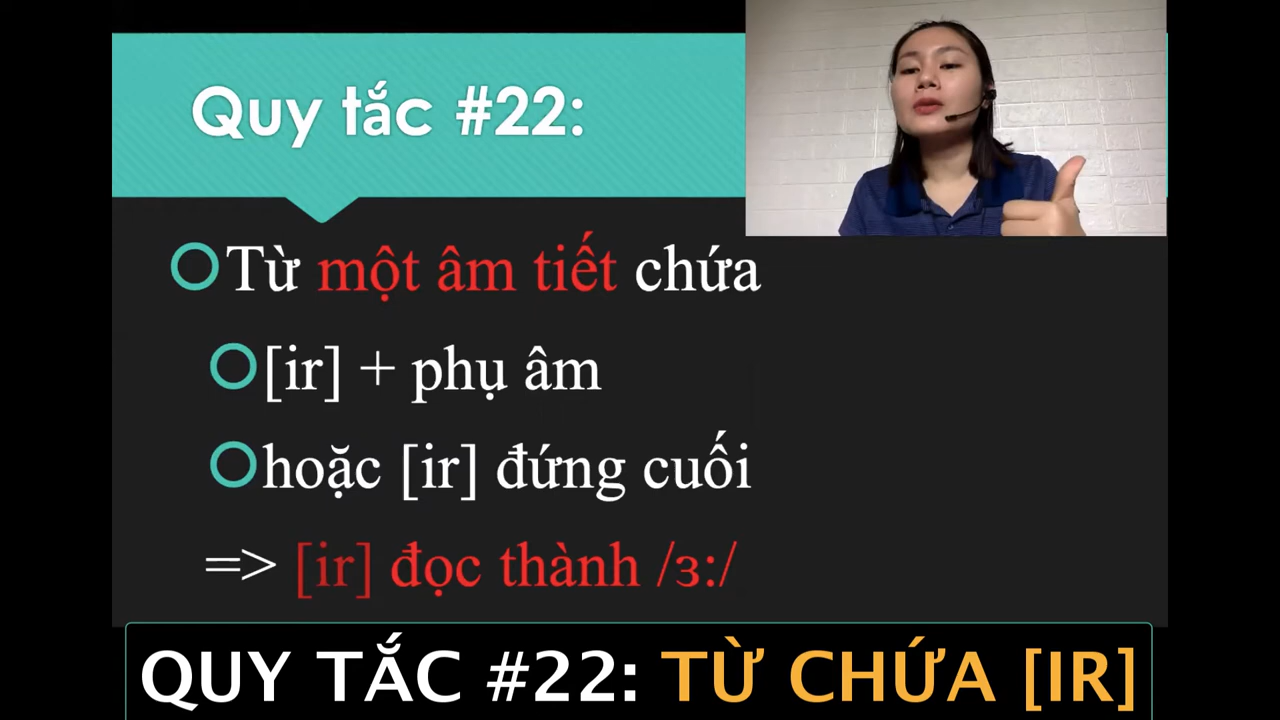 Quy tắc #22:
Từ một âm tiết chứa
[ir] + phụ âm
hoặc [ir] đứng cuối
=> [ir] đọc thành /ɜ:/
QUY TẮC #22: TỪ CHỨA [IR]